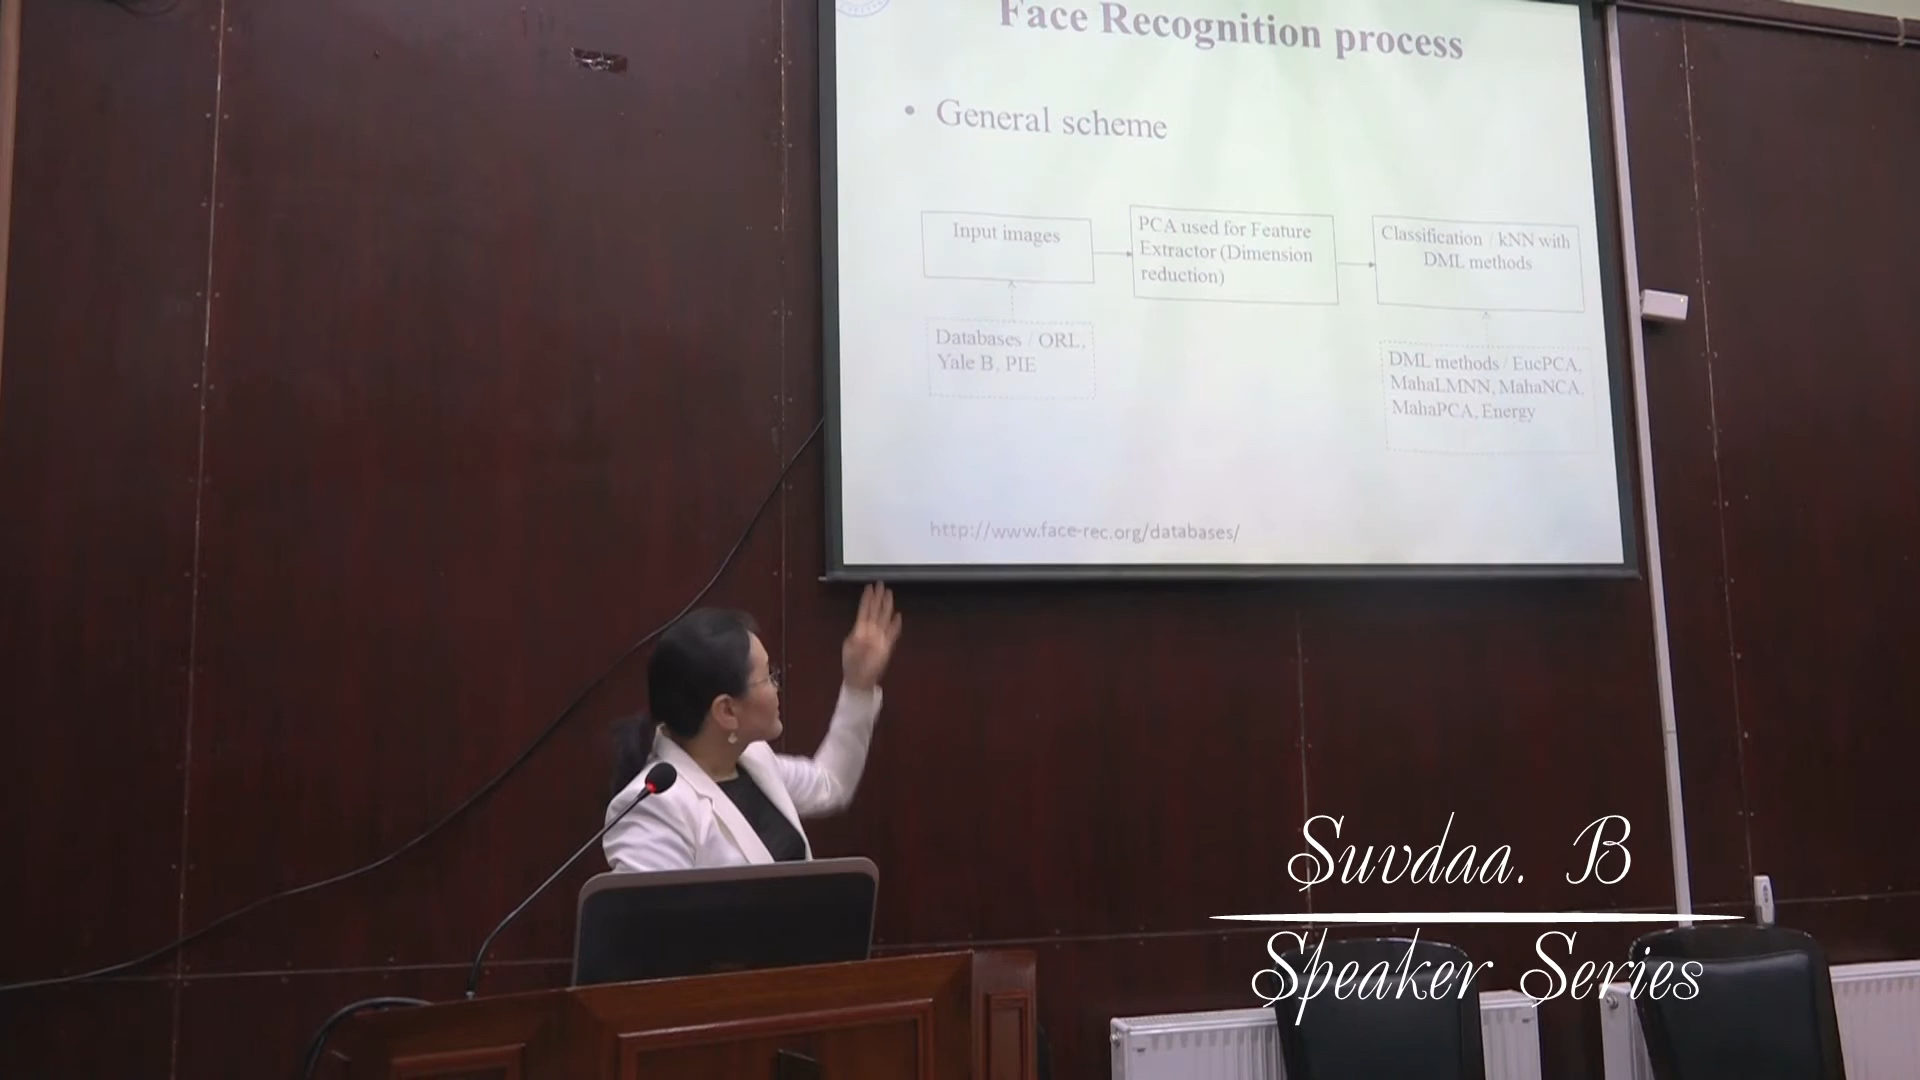 Face Recognition process
• General scheme
Input images
PCA used for Feature
Extractor (Dimension
reduction)
Classification / kNN with
DML methods
Databases / ORL,
Yale B, PIE
DML methods / EucPCA,
MahaLMNN, MahaNCA,
MahaPCA, Energy
http://www.face-rec.org/databases/
Suvdaa. B
Speaker Series